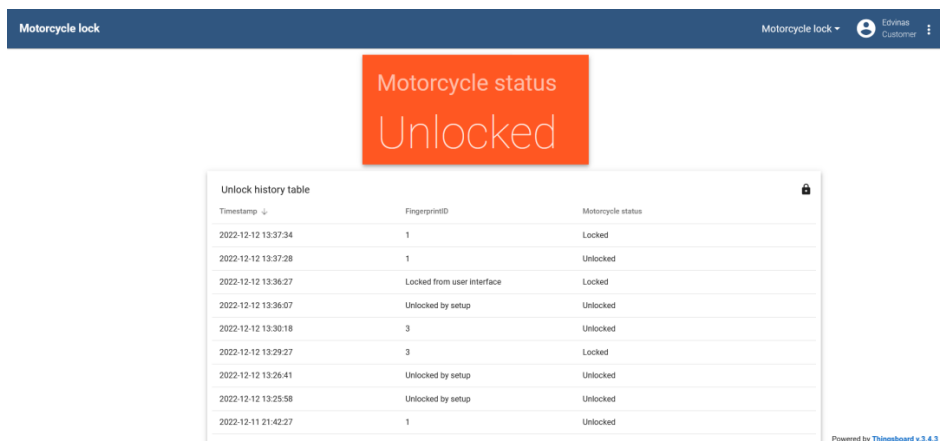 Motorcycle lock
Motorcycle lock
Edvinas
Customer
Motorcycle status
Unlocked
Unlock history table
Timestamp ↓ FingerprintID Motorcycle status
2022-12-12 13:37:34 1 Locked
2022-12-12 13:37:28 1 Unlocked
2022-12-12 13:36:27 Locked from user interface Locked
2022-12-12 13:36:07 Unlocked by setup Unlocked
2022-12-12 13:30:18 3 Unlocked
2022-12-12 13:29:27 3 Locked
2022-12-12 13:26:41 Unlocked by setup Unlocked
2022-12-12 13:25:58 Unlocked by setup Unlocked
2022-12-11 21:42:27 1 Unlocked
Powered by Thingsboard v.3.4.3